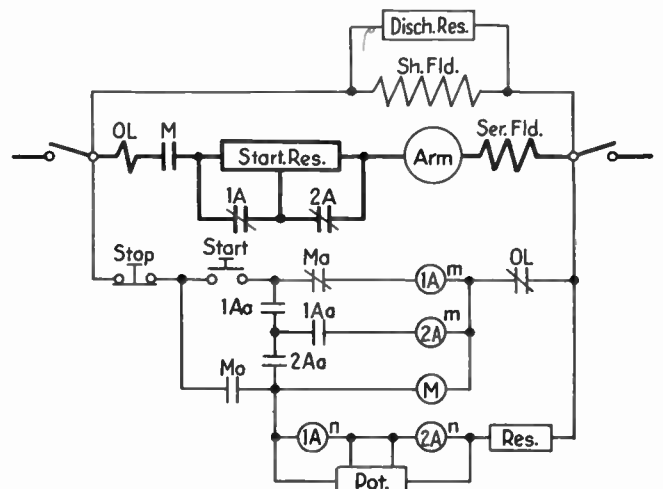 Disch. Res.
Sh. Fld.
OL M Start. Res. Arm Ser. Fld.
1A 2A
Stop Start Ma 1A m OL
1Aa 1Aa 2A m
2Aa
Ma M
1A n 2A n Res.
Pot.